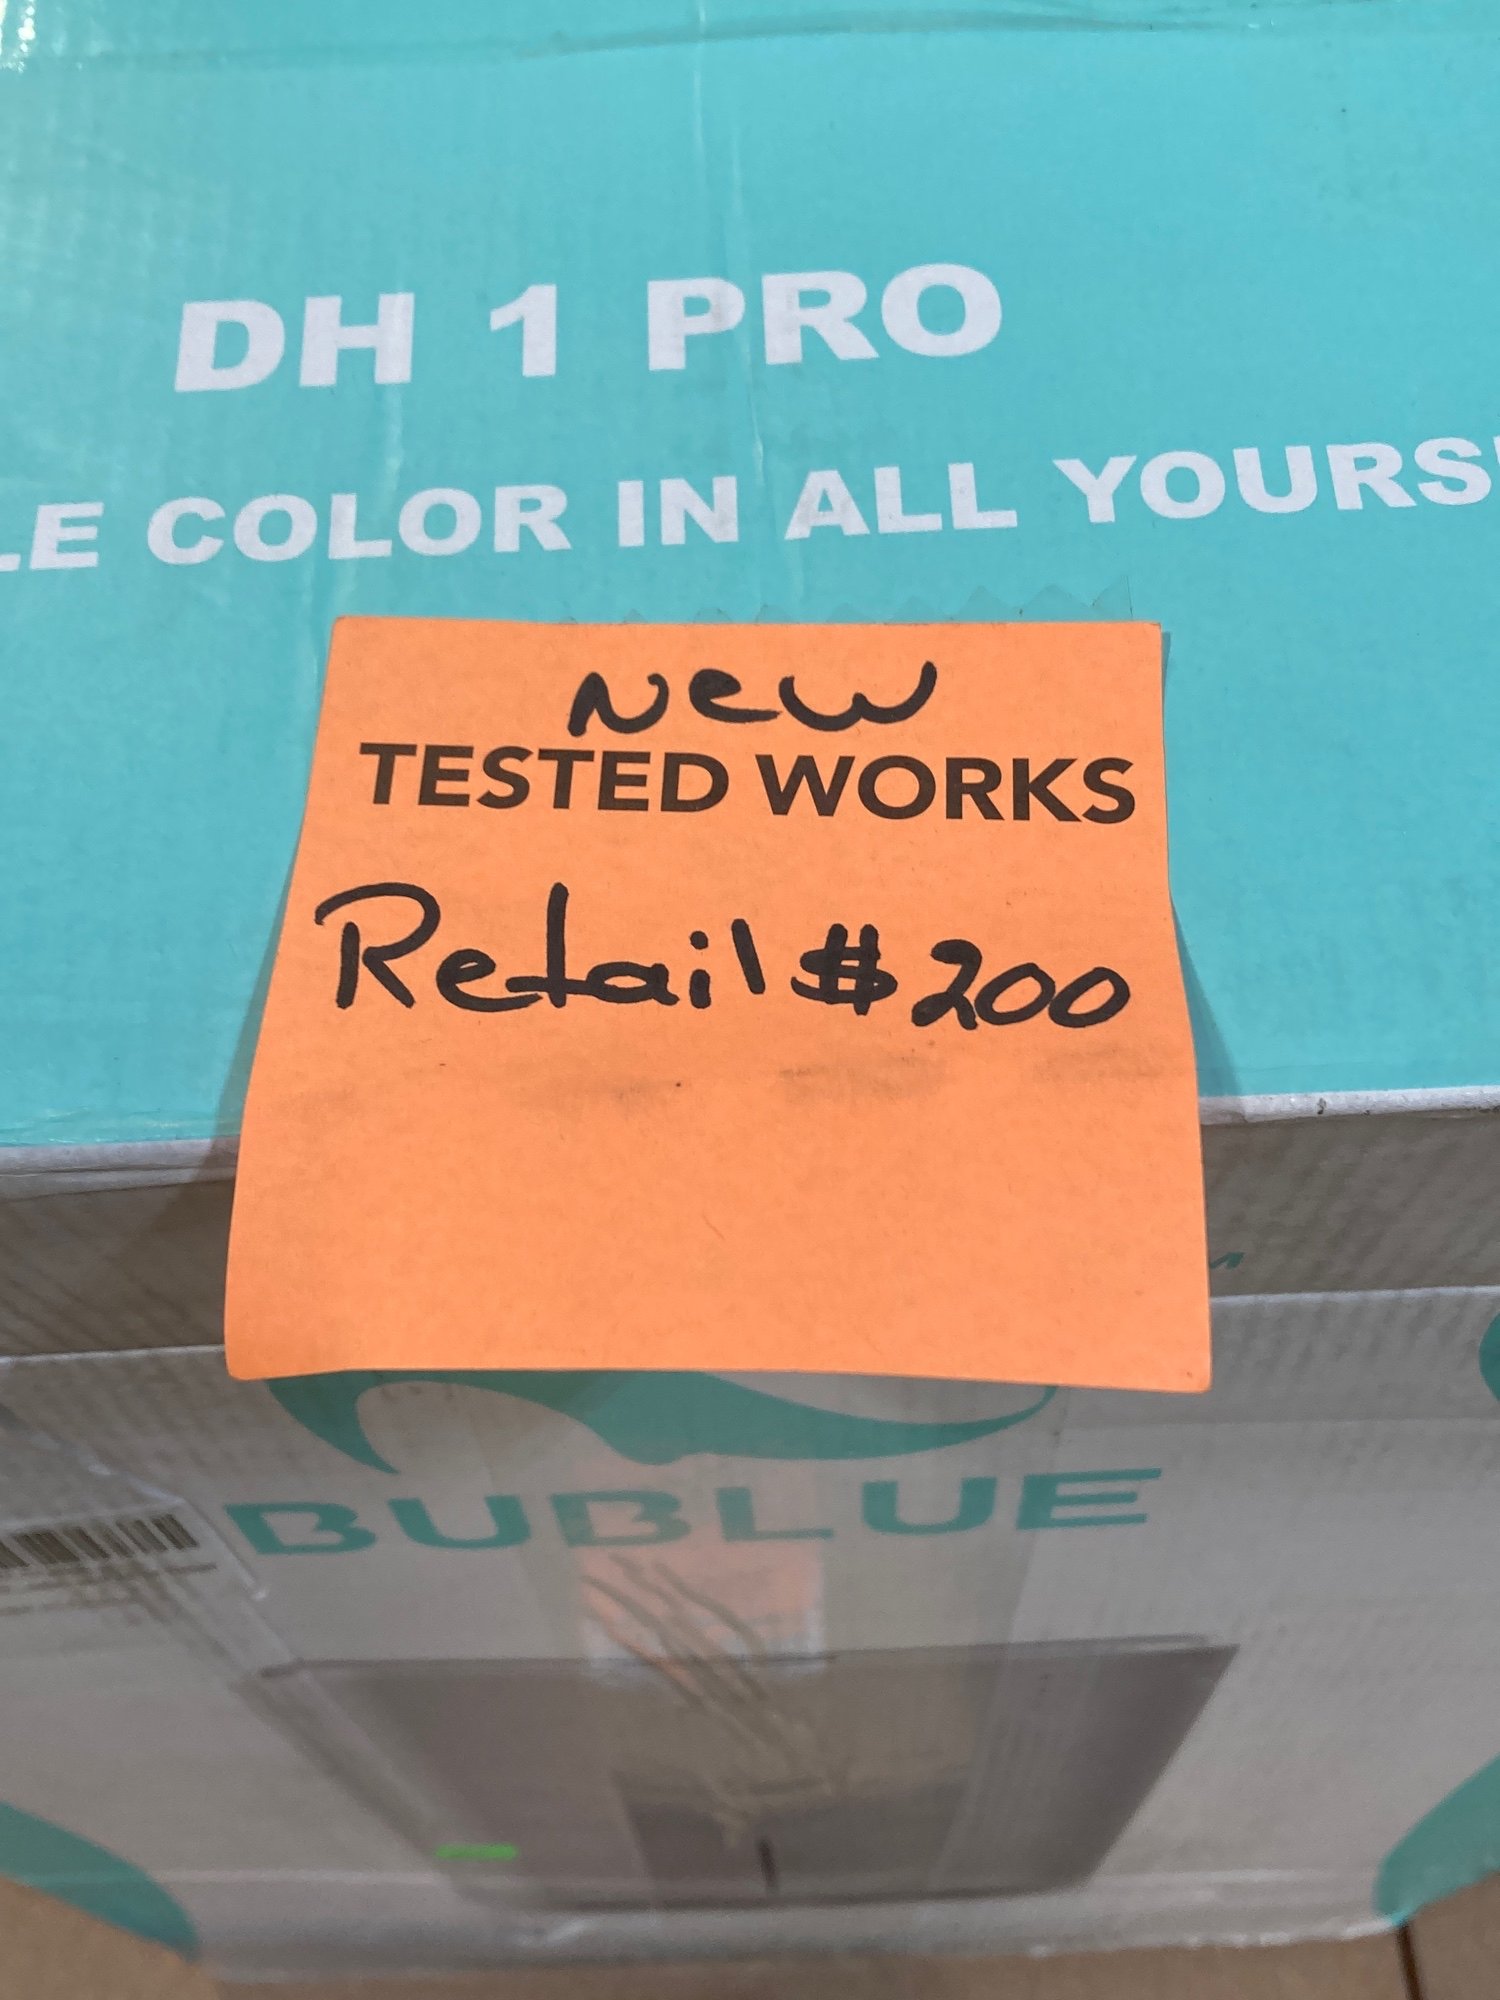 DH 1 PRO
LE COLOR IN ALL YOURS
New
TESTED WORKS
Retail $200
BUBLUE